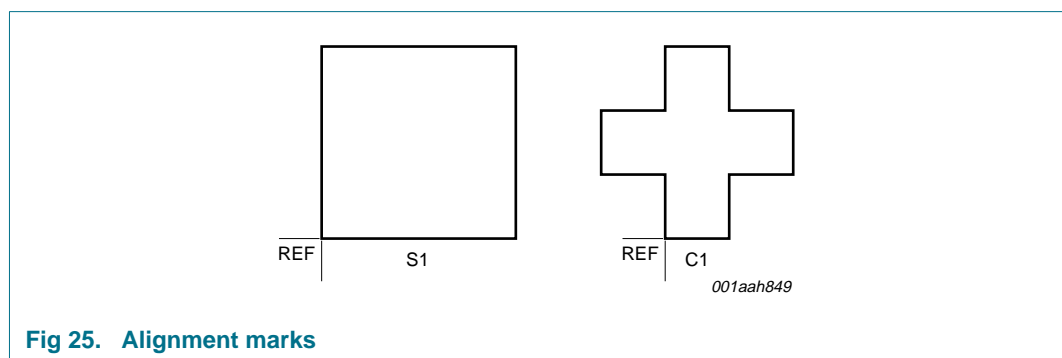 REF S1 REF C1
001aah849
Fig 25. Alignment marks